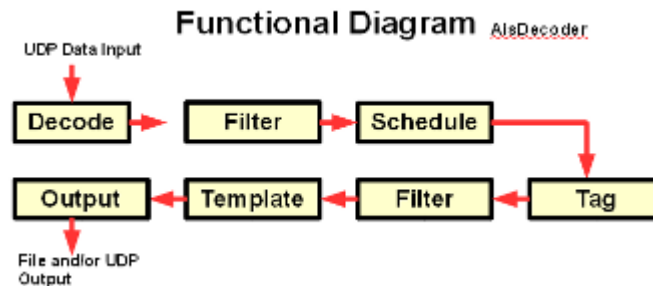 Functional Diagram AisDecoder
UDP Data Input
Decode Filter Schedule
Output Template Filter Tag
File and/or UDP
Output